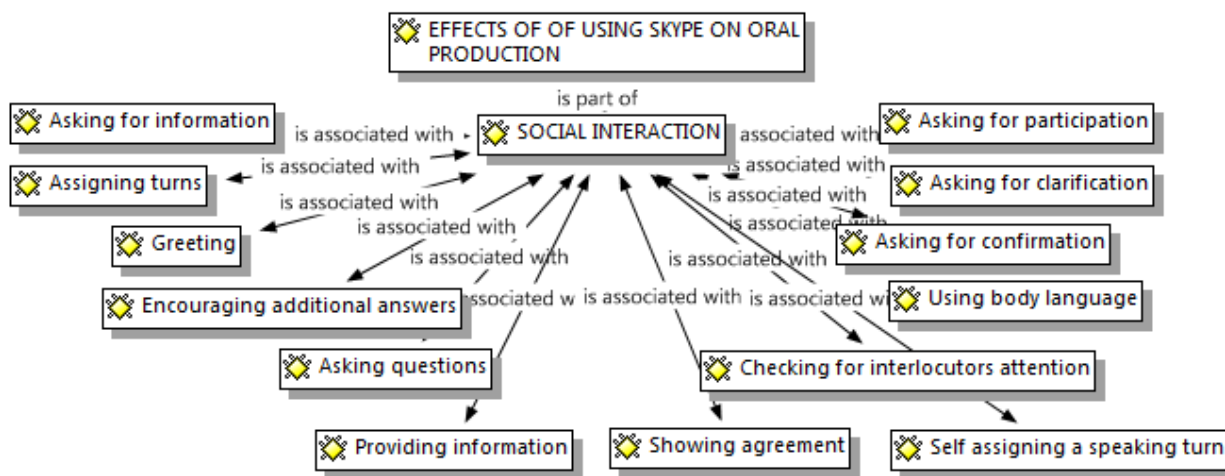 EFFECTS OF OF USING SKYPE ON ORAL
PRODUCTION
is part of
Asking for information
is associated with
SOCIAL INTERACTION
associated with
Asking for participation
is associated with
is associated with
Assigning turns
Asking for clarification
is associated with
is associated with
Greeting
is associated with
is associated with
Asking for confirmation
is associated with
is associated with
Encouraging additional answers
associated w
is associated with
is associated wi
Using body language
Asking questions
Checking for interlocutors attention
Providing information
Showing agreement
Self assigning a speaking turn